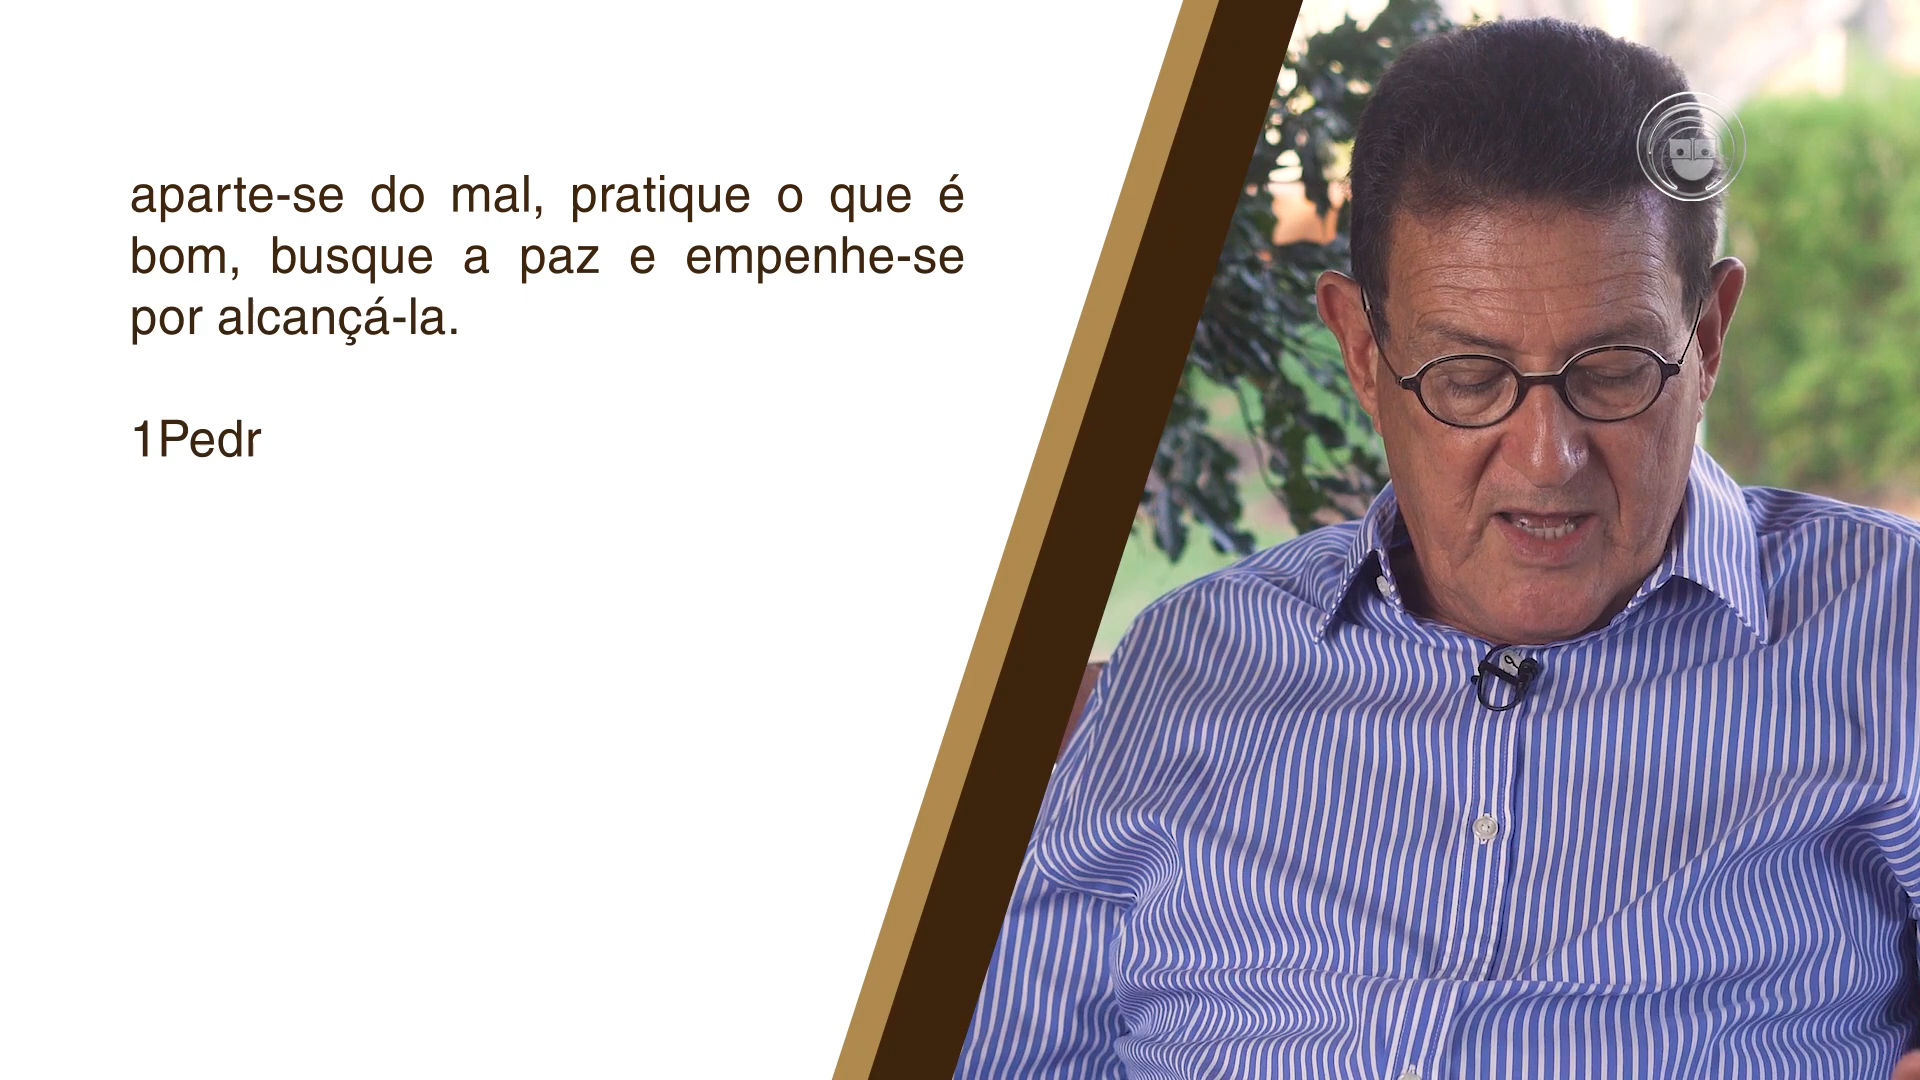 aparte-se do mal, pratique o que é
bom, busque a paz e empenhe-se
por alcançá-la.
1Pedr